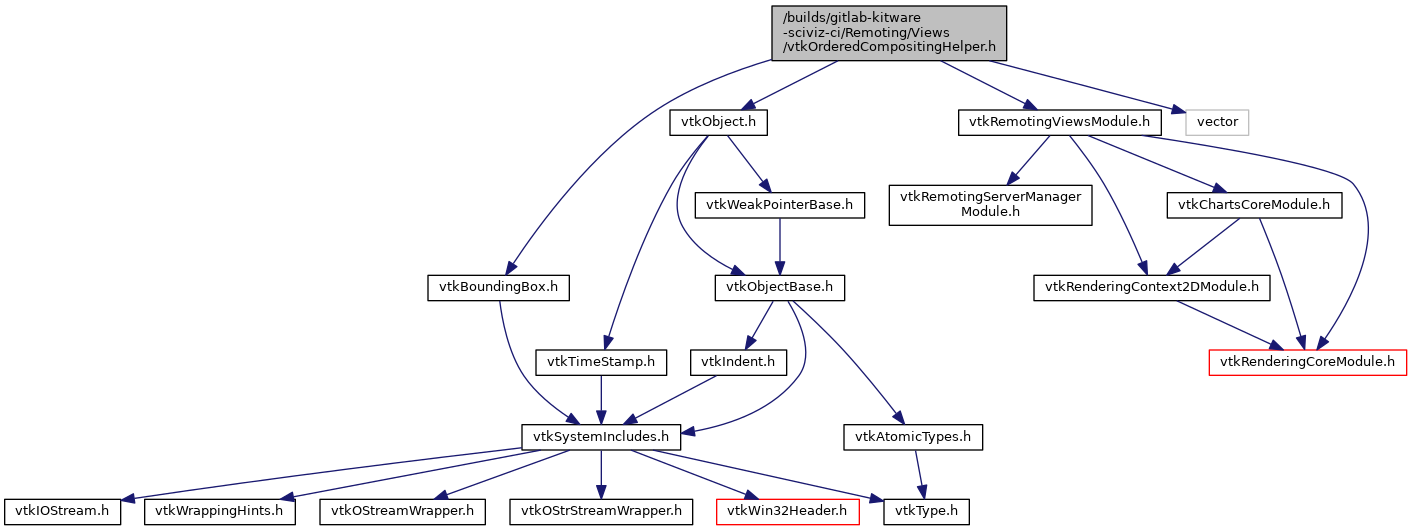 /builds/gitlab-kitware
-sciviz-ci/Remoting/Views
/vtkOrderedCompositingHelper.h
vtkObject.h
vtkRemotingViewsModule.h
vector
vtkWeakPointerBase.h
vtkRemotingServerManager
Module.h
vtkChartsCoreModule.h
vtkBoundingBox.h
vtkObjectBase.h
vtkRenderingContext2DModule.h
vtkTimeStamp.h
vtkIndent.h
vtkRenderingCoreModule.h
vtkSystemIncludes.h
vtkAtomicTypes.h
vtkIOStream.h
vtkWrappingHints.h
vtkOStreamWrapper.h
vtkOStrStreamWrapper.h
vtkWin32Header.h
vtkType.h